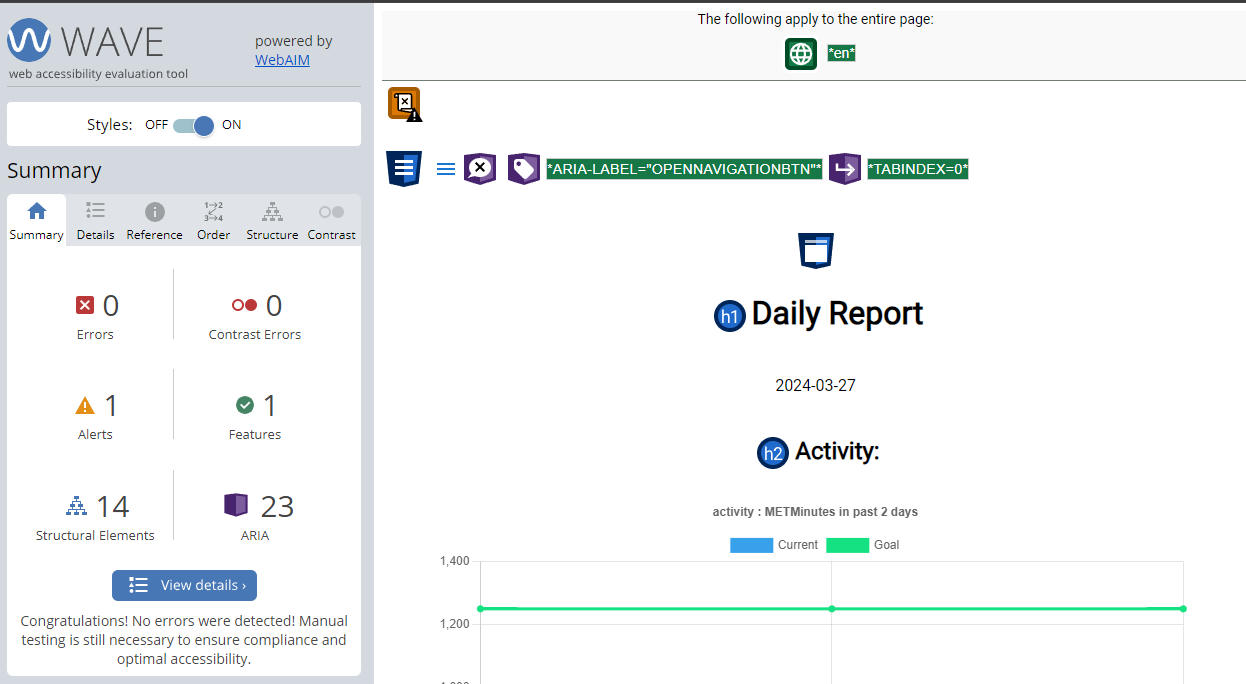 WAVE
web accessibility evaluation tool
powered by
WebAIM
Styles: OFF ON
Summary
Summary Details Reference Order Structure Contrast
1 2
3 4
0 Errors
0 Contrast Errors
1 Alerts
1 Features
14 Structural Elements
23 ARIA
View details ›
Congratulations! No errors were detected! Manual
testing is still necessary to ensure compliance and
optimal accessibility.
The following apply to the entire page:
*en*
*ARIA-LABEL="OPENNAVIGATIONBTN"* *TABINDEX=0*
h1 Daily Report
2024-03-27
h2 Activity:
activity : METMinutes in past 2 days
Current Goal
1,400
1,200